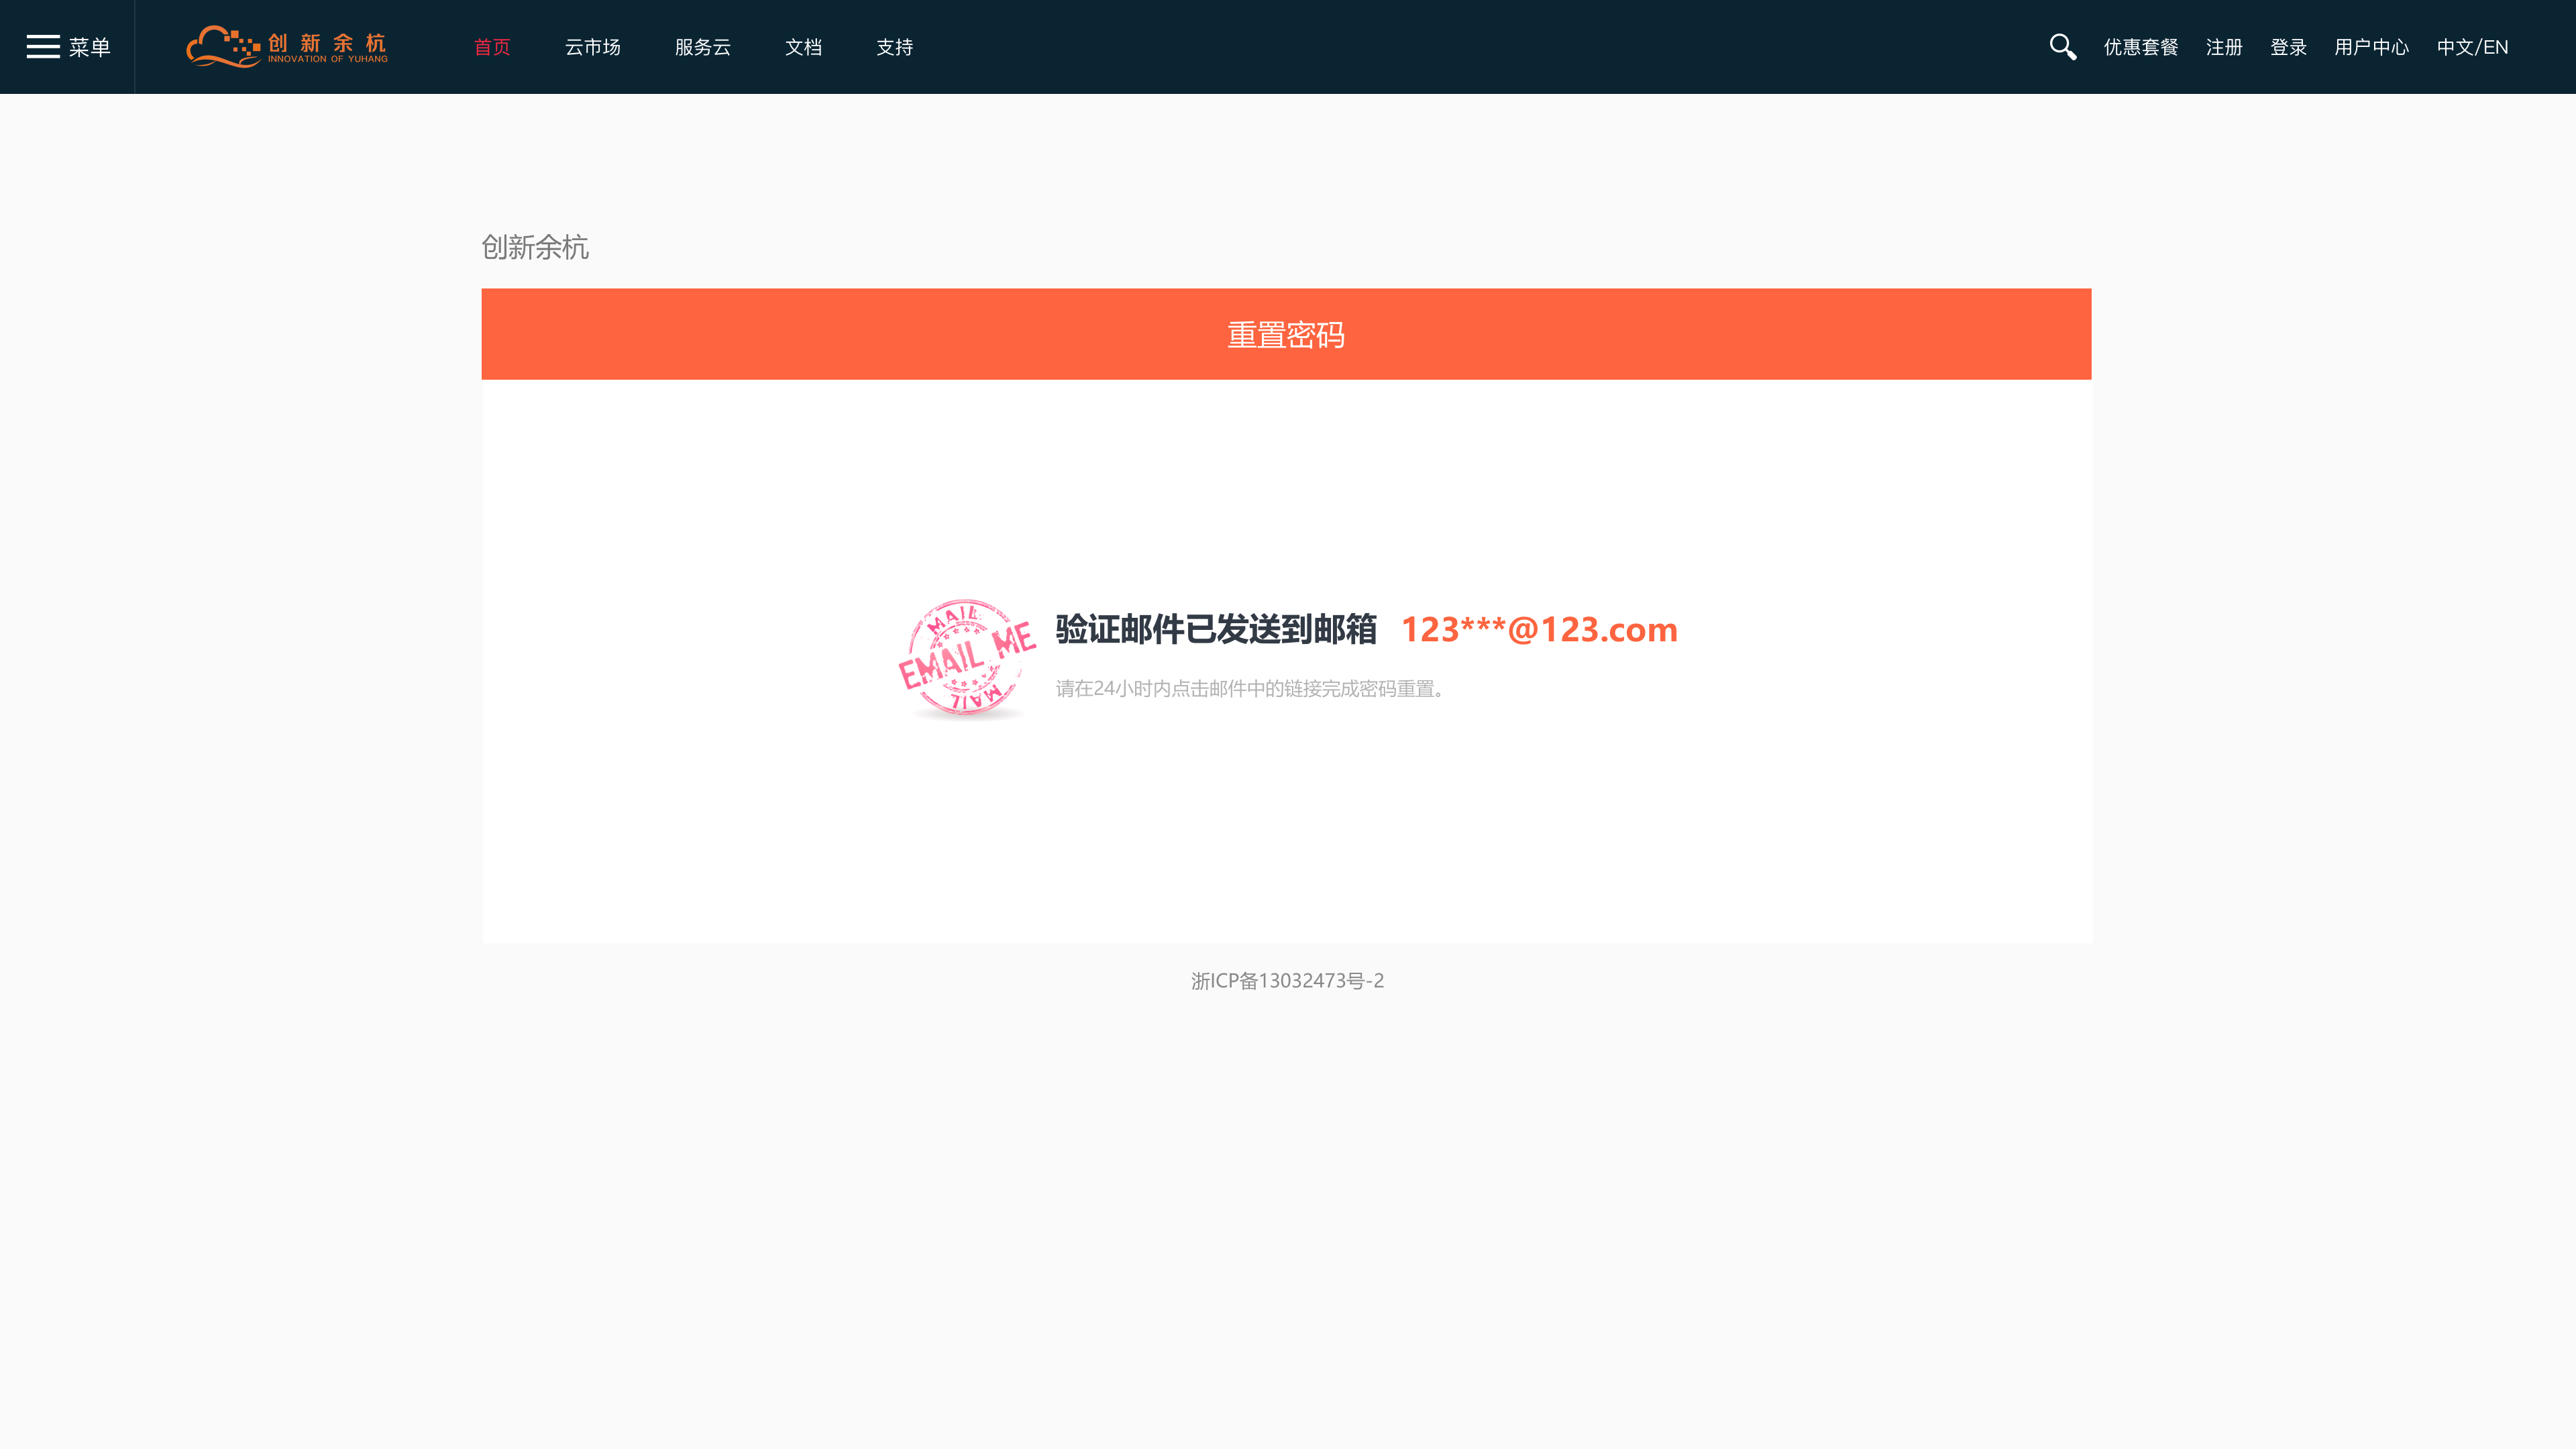 菜单
创新余杭
INNOVATION OF YUHANG
首页 云市场 服务云 文档 支持
优惠套餐 注册 登录 用户中心 中文/EN
创新余杭
重置密码
MAIL
EMAIL ME
MAIL
验证邮件已发送到邮箱 123***@123.com
请在24小时内点击邮件中的链接完成密码重置。
浙ICP备13032473号-2